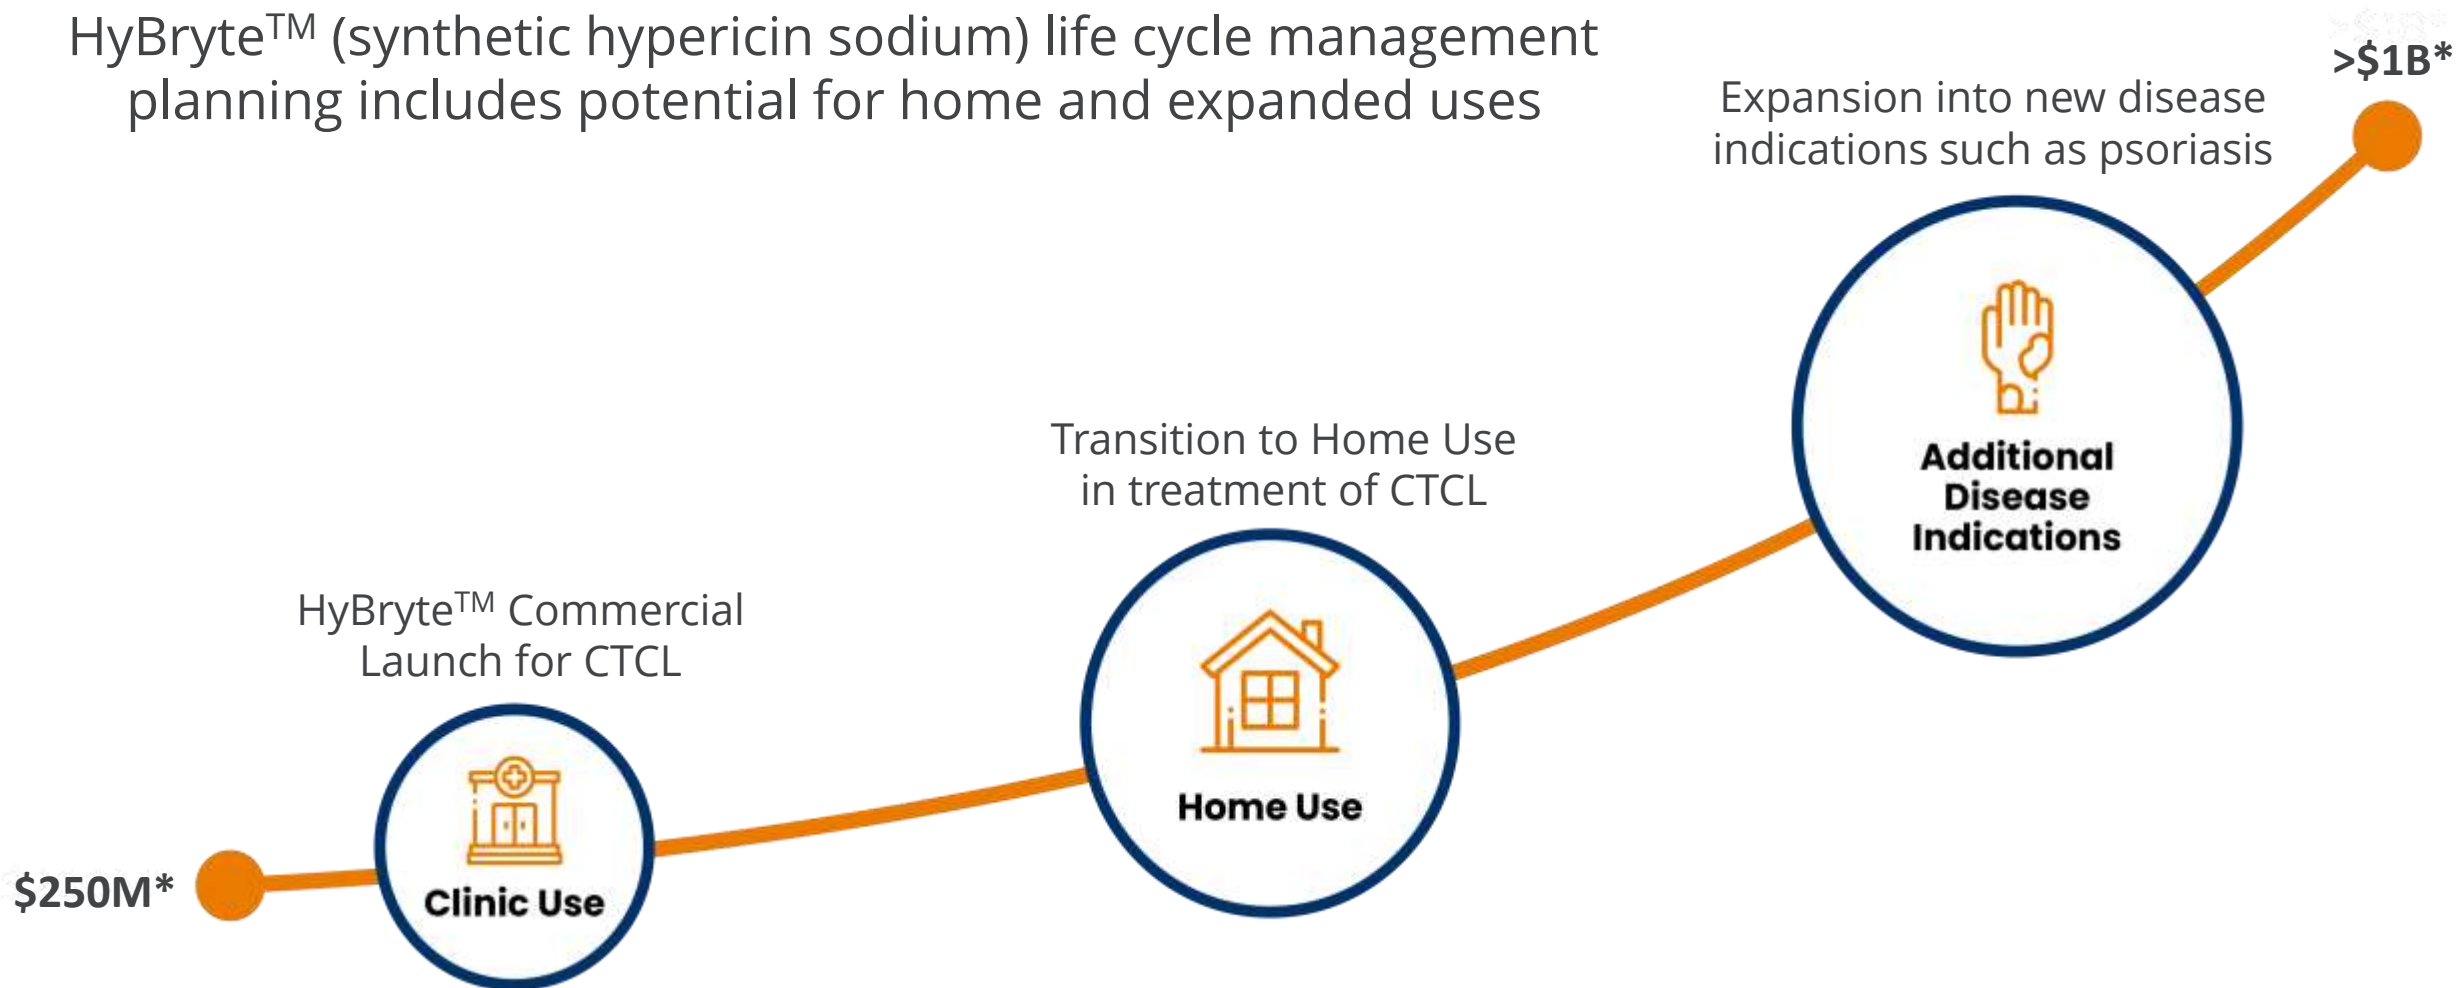 HyBryte™ (synthetic hypericin sodium) life cycle management
planning includes potential for home and expanded uses
>$1B*
Expansion into new disease
indications such as psoriasis
Additional
Disease
Indications
Transition to Home Use
in treatment of CTCL
Home Use
HyBryte™ Commercial
Launch for CTCL
Clinic Use
$250M*